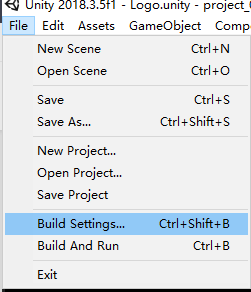 Unity 2018.3.5f1 - Logo.unity - project_
File Edit Assets GameObject Comp
New Scene Ctrl+N
Open Scene Ctrl+O
Save Ctrl+S
Save As... Ctrl+Shift+S
New Project...
Open Project...
Save Project
Build Settings... Ctrl+Shift+B
Build And Run Ctrl+B
Exit